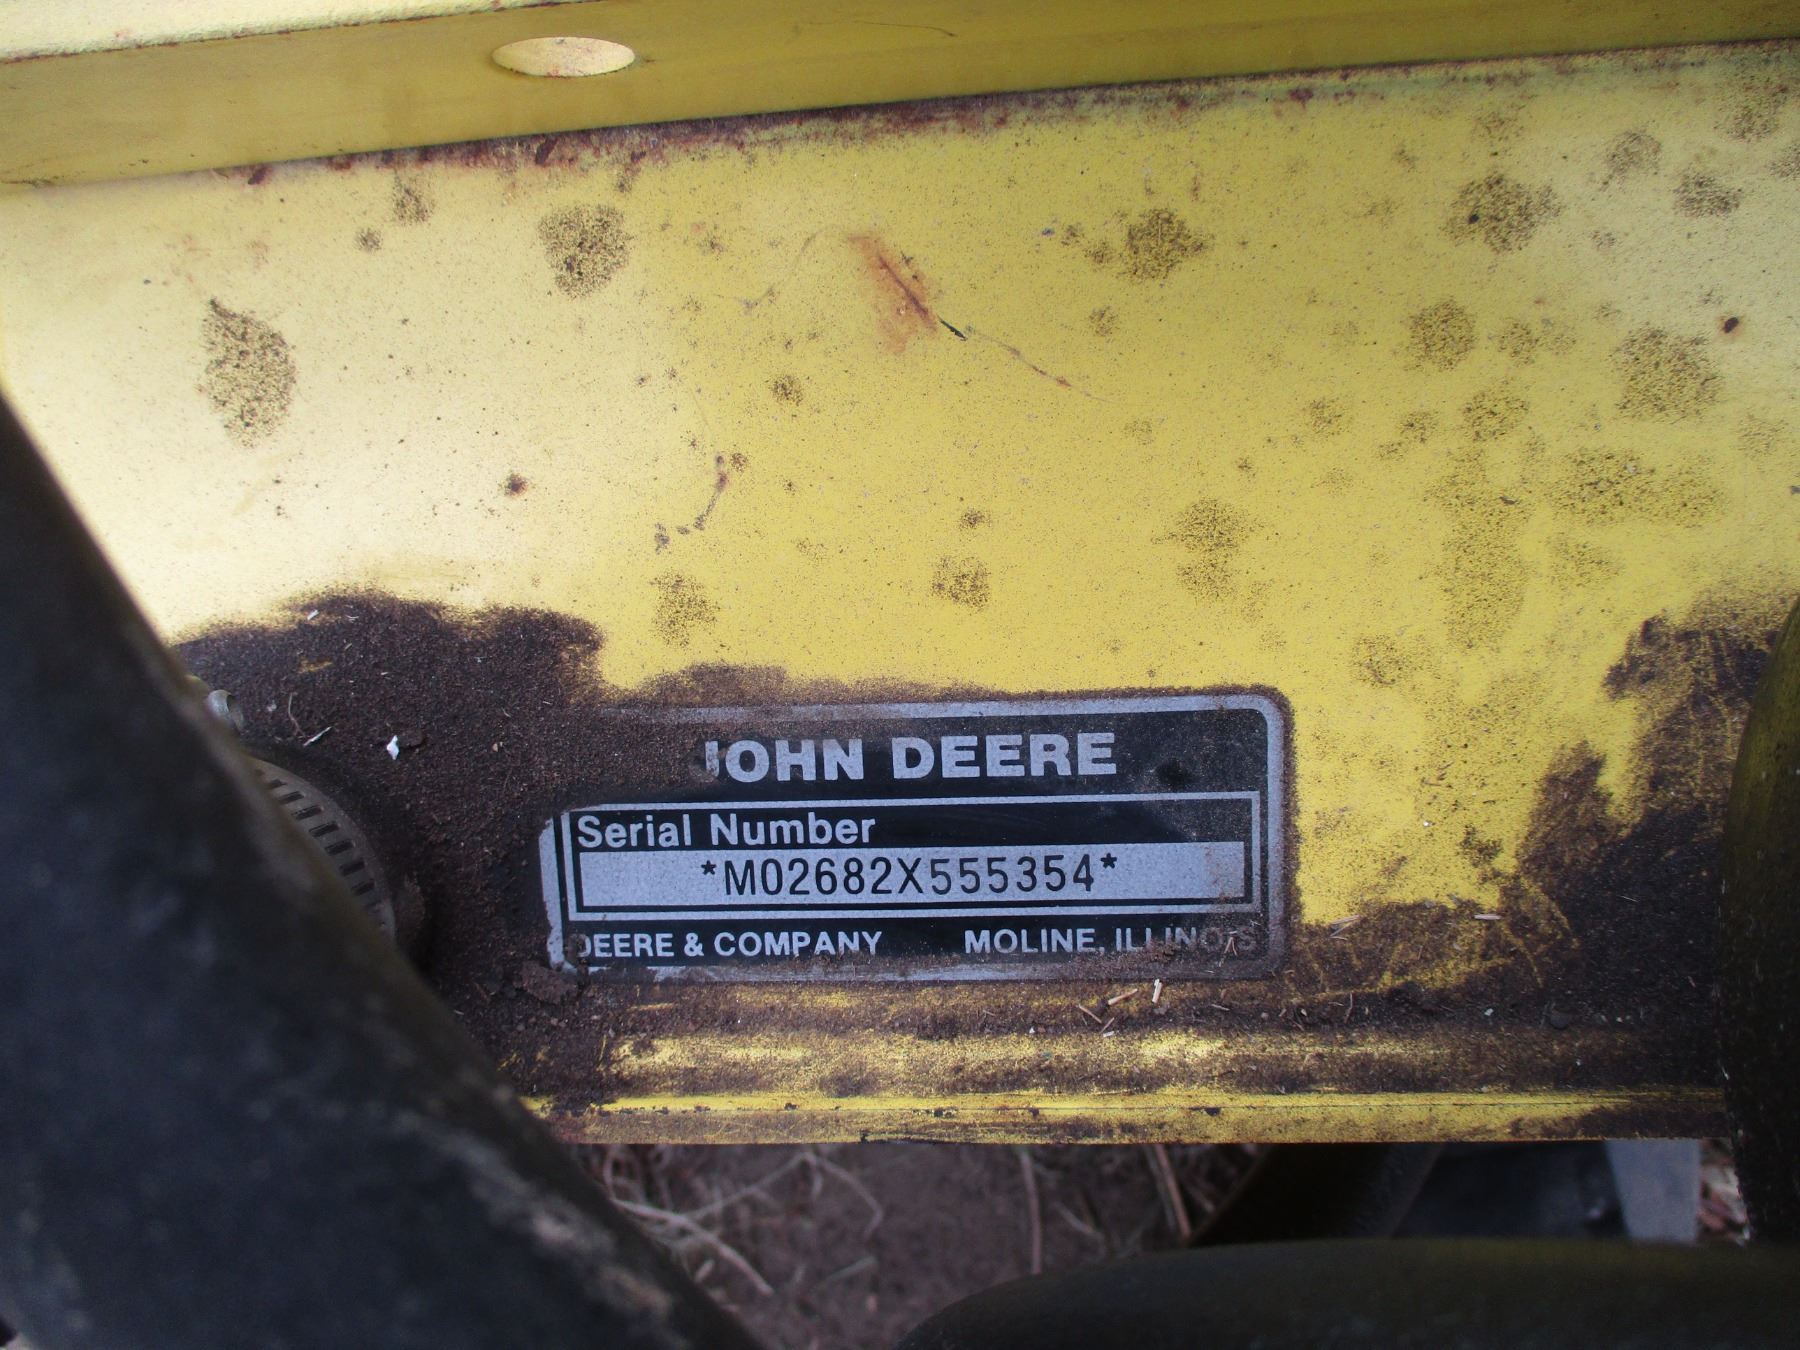 JOHN DEERE
Serial Number
*M02682X555354*
DEERE & COMPANY MOLINE, ILLINOIS